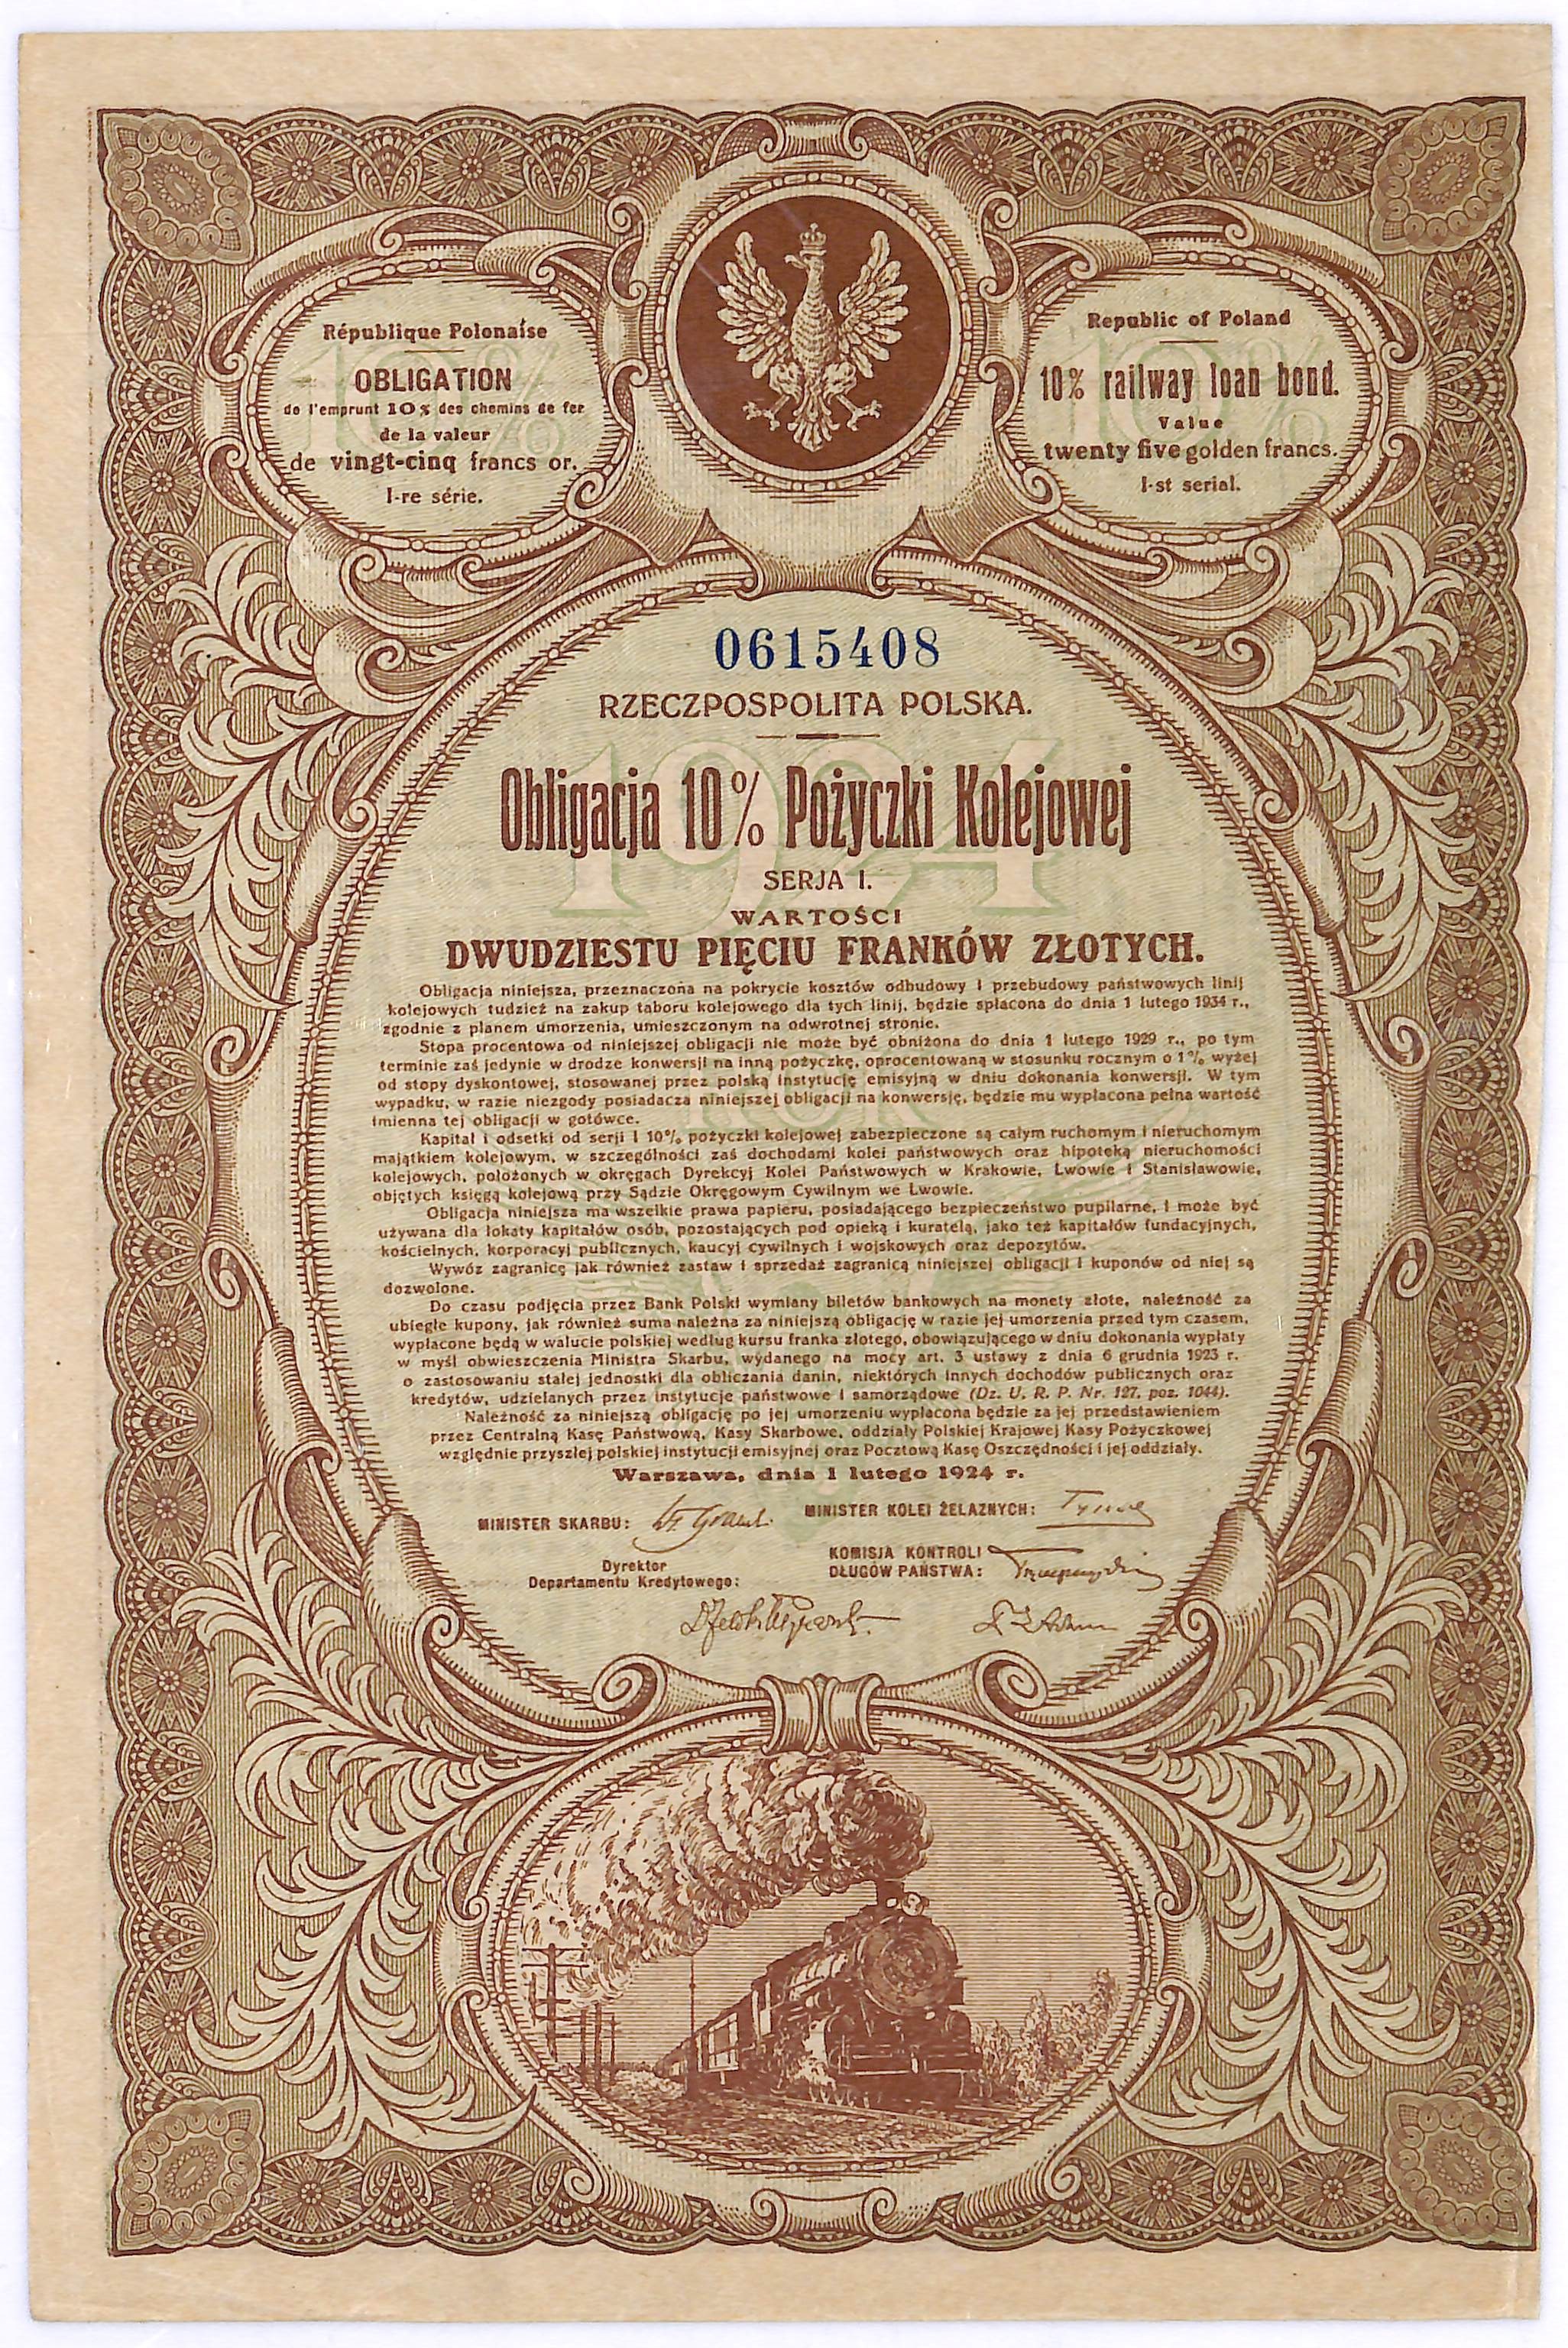 République Polonaise
OBLIGATION
de l'emprunt 10% des chemins de fer
de la valeur
de vingt-cinq francs or.
I-re série.
Republic of Poland
10% railway loan bond.
Value
twenty five golden francs.
I-st serial.
10%
10%
0615408
RZECZPOSPOLITA POLSKA.
1924
Obligacja 10% Pożyczki Kolejowej
SERJA I.
WARTOŚCI
DWUDZIESTU PIĘCIU FRANKÓW ZŁOTYCH.
Obligacja niniejsza, przeznaczona na pokrycie kosztów odbudowy i przebudowy państwowych linij
kolejowych tudzież na zakup taboru kolejowego dla tych linij, będzie spłacona do dnia 1 lutego 1934 r.,
zgodnie z planem umorzenia, umieszczonym na odwrotnej stronie.
Stopa procentowa od niniejszej obligacji nie może być obniżona do dnia 1 lutego 1929 r., po tym
terminie zaś jedynie w drodze konwersji na inną pożyczkę, oprocentowaną w stosunku rocznym o 1% wyżej
od stopy dyskontowej, stosowanej przez polską instytucję emisyjną w dniu dokonania konwersji. W tym
wypadku, w razie niezgody posiadacza niniejszej obligacji na konwersję, będzie mu wypłacona pełna wartość
imienna tej obligacji w gotówce.
Kapitał i odsetki od serji I 10% pożyczki kolejowej zabezpieczone są całym ruchomym i nieruchomym
majątkiem kolejowym, w szczególności zaś dochodami kolei państwowych oraz hipoteką nieruchomości
kolejowych, położonych w okręgach Dyrekcyj Kolei Państwowych w Krakowie, Lwowie i Stanisławowie,
objętych księgą kolejową przy Sądzie Okręgowym Cywilnym we Lwowie.
Obligacja niniejsza ma wszelkie prawa papieru, posiadającego bezpieczeństwo pupilarne, i może być
używana dla lokaty kapitałów osób, pozostających pod opieką i kuratelą, jako też kapitałów fundacyjnych,
kościelnych, korporacyj publicznych, kaucyj cywilnych i wojskowych oraz depozytów.
Wywóz zagranicę jak również zastaw i sprzedaż zagranicą niniejszej obligacji i kuponów od niej są
dozwolone.
Do czasu podjęcia przez Bank Polski wymiany biletów bankowych na monety złote, należność za
ubiegłe kupony, jak również suma należna za niniejszą obligację w razie jej umorzenia przed tym czasem,
wypłacone będą w walucie polskiej według kursu franka złotego, obowiązującego w dniu dokonania wypłaty
w myśl obwieszczenia Ministra Skarbu, wydanego na mocy art. 3 ustawy z dnia 6 grudnia 1923 r.
o zastosowaniu stałej jednostki dla obliczania danin, niektórych innych dochodów publicznych oraz
kredytów, udzielanych przez instytucje państwowe i samorządowe (Dz. U. R. P. Nr. 127, poz. 1044).
Należność za niniejszą obligację po jej umorzeniu wypłacona będzie za jej przedstawieniem
przez Centralną Kasę Państwową, Kasy Skarbowe, oddziały Polskiej Krajowej Kasy Pożyczkowej
względnie przyszłej polskiej instytucji emisyjnej oraz Pocztową Kasę Oszczędności i jej oddziały.
Warszawa, dnia 1 lutego 1924 r.
MINISTER SKARBU:
MINISTER KOLEI ŻELAZNYCH:
Dyrektor
Departamentu Kredytowego:
KOMISJA KONTROLI
DŁUGÓW PAŃSTWA: